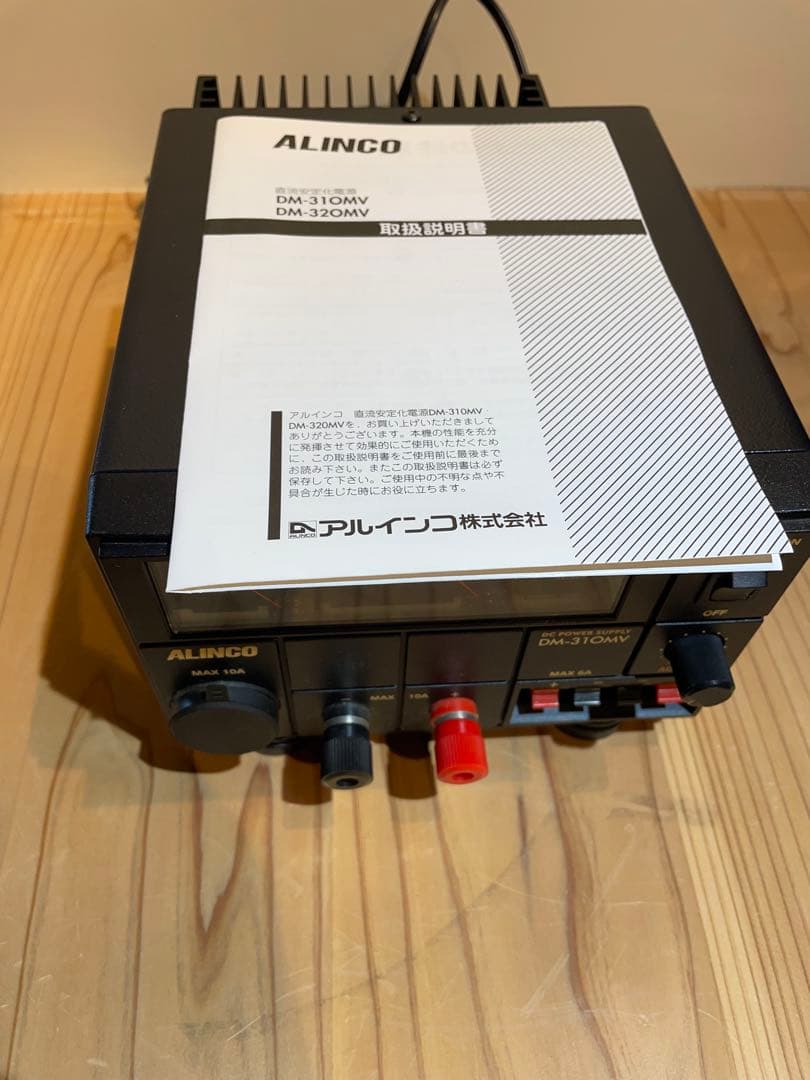 ALINCO
直流安定化電源
DM-310MV
DM-320MV
取扱説明書
アルインコ 直流安定化電源DM-310MV
DM-320MVを、お買い上げいただきまして
ありがとうございます。本機の性能を充分
に発揮させて効果的にご使用いただくため
に、この取扱説明書をご使用前に最後まで
お読み下さい。またこの取扱説明書は必ず
保存して下さい。ご使用中の不明な点や不
具合が生じた時にお役に立ちます。
ALINCO アルインコ株式会社
OFF
ALINCO
DC POWER SUPPLY
DM-310MV
MAX 10A
MAX 10A +
MAX 6A
+ −